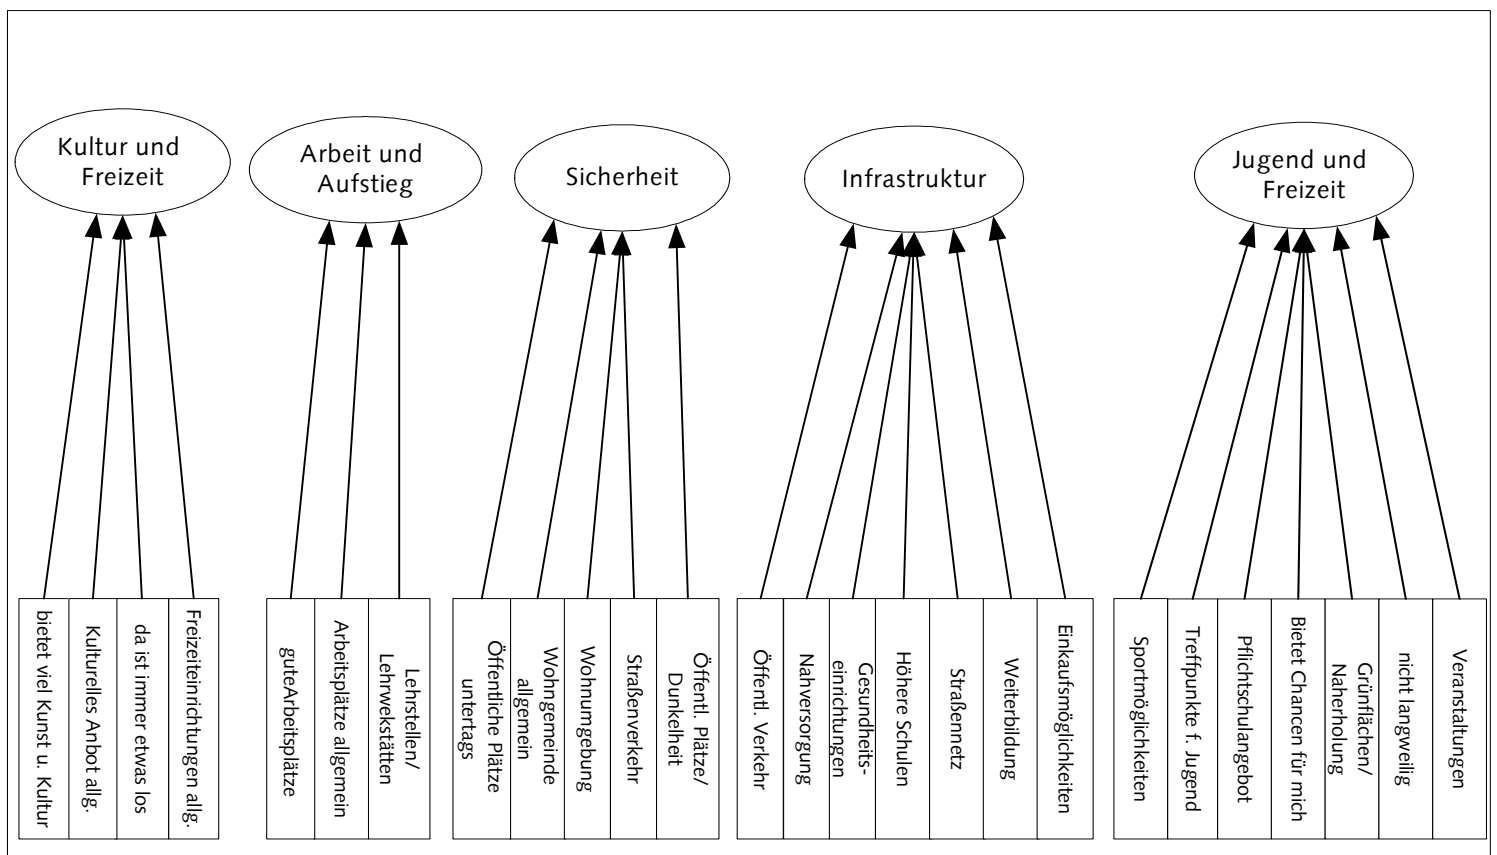 Kultur und
Freizeit
Arbeit und
Aufstieg
Sicherheit
Infrastruktur
Jugend und
Freizeit
bietet viel Kunst u. Kultur
Kulturelles Anbot allg.
da ist immer etwas los
Freizeiteinrichtungen allg.
guteArbeitsplätze
Arbeitsplätze allgemein
Lehrstellen/
Lehrwekstätten
Öffentliche Plätze
untertags
Wohngemeinde
allgemein
Wohnumgebung
Straßenverkehr
Öffentl. Plätze/
Dunkelheit
Öffentl. Verkehr
Nahversorgung
Gesundheits-
einrichtungen
Höhere Schulen
Straßennetz
Weiterbildung
Einkaufsmöglichkeiten
Sportmöglichkeiten
Treffpunkte f. Jugend
Pflichtschulangebot
Bietet Chancen für mich
Grünflächen/
Naherholung
nicht langweilig
Veranstaltungen